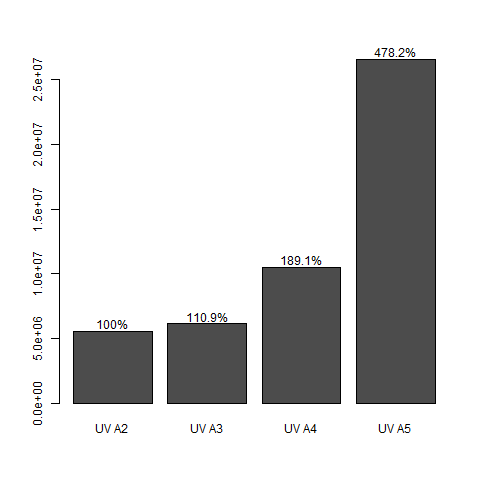 478.2%
2.5e+07
2.0e+07
1.5e+07
189.1%
1.0e+07
110.9%
100%
5.0e+06
0.0e+00
UV A2 UV A3 UV A4 UV A5